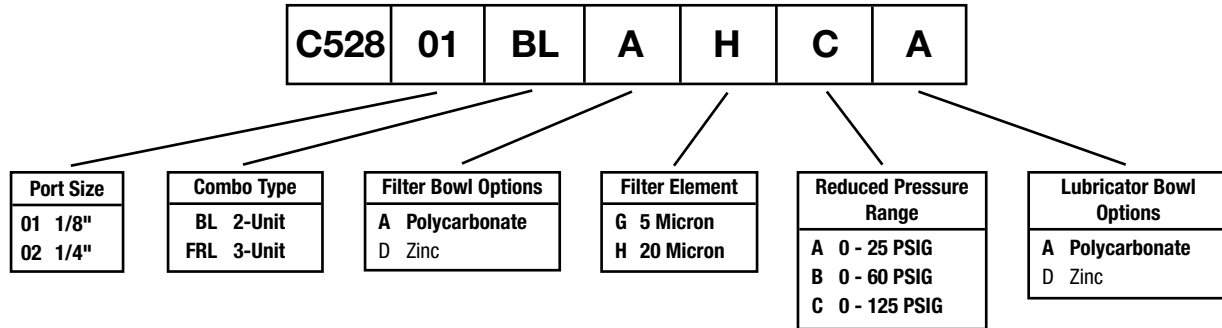 C528 01 BL A H C A
Port Size
01 1/8"
02 1/4"
Combo Type
BL 2-Unit
FRL 3-Unit
Filter Bowl Options
A Polycarbonate
D Zinc
Filter Element
G 5 Micron
H 20 Micron
Reduced Pressure
Range
A 0 - 25 PSIG
B 0 - 60 PSIG
C 0 - 125 PSIG
Lubricator Bowl
Options
A Polycarbonate
D Zinc